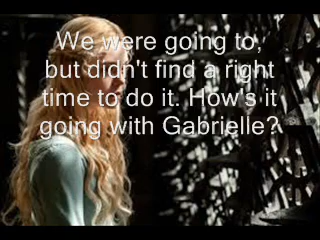 We were going to,
but didn't find a right
time to do it. How's it
going with Gabrielle?